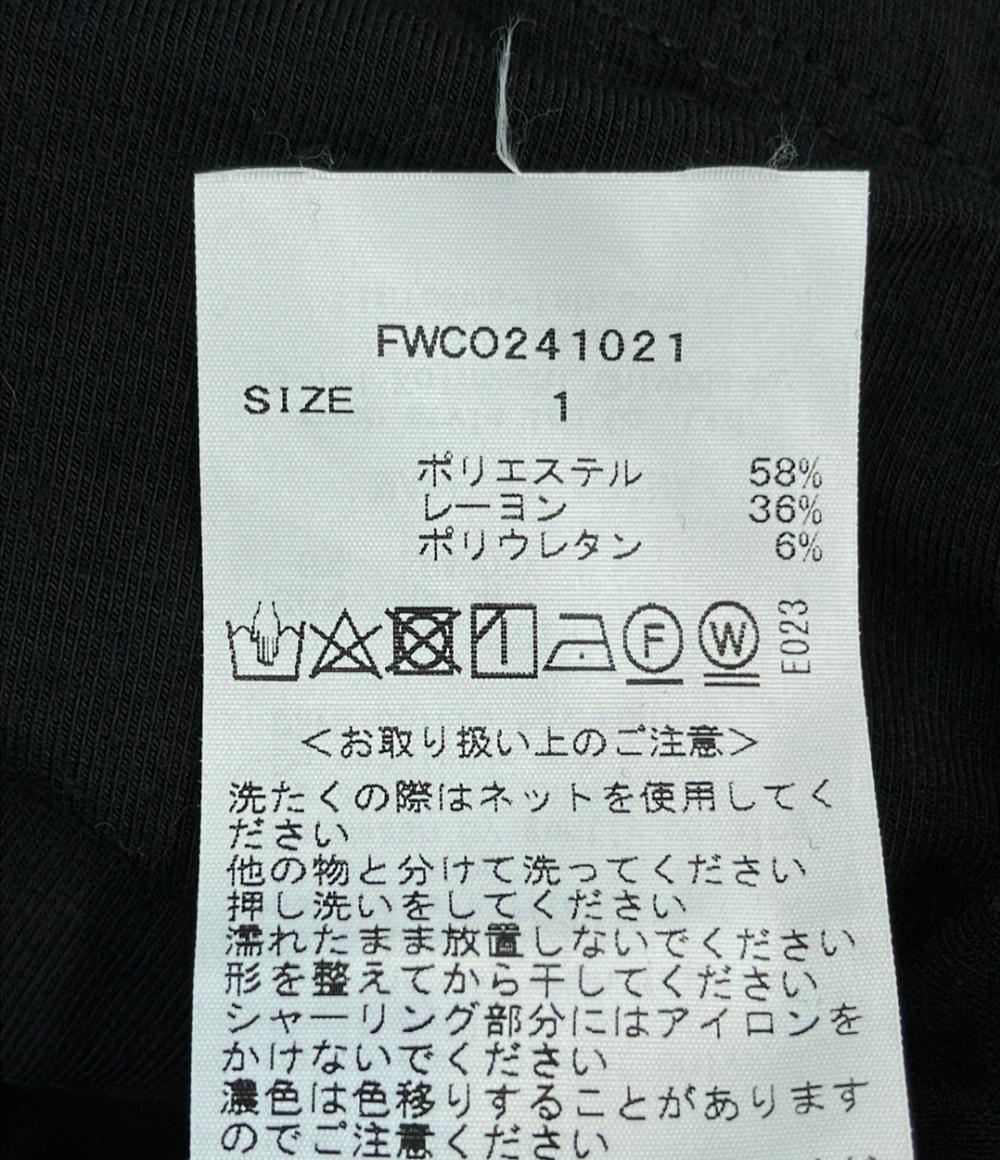 FWCO241021
SIZE 1
ポリエステル 58%
レーヨン 36%
ポリウレタン 6%
F W E023
<お取り扱い上のご注意>
洗たくの際はネットを使用してく
ださい
他の物と分けて洗ってください
押し洗いをしてください
濡れたまま放置しないでください
形を整えてから干してください
シャーリング部分にはアイロンを
かけないでください
濃色は色移りすることがあります
のでご注意ください